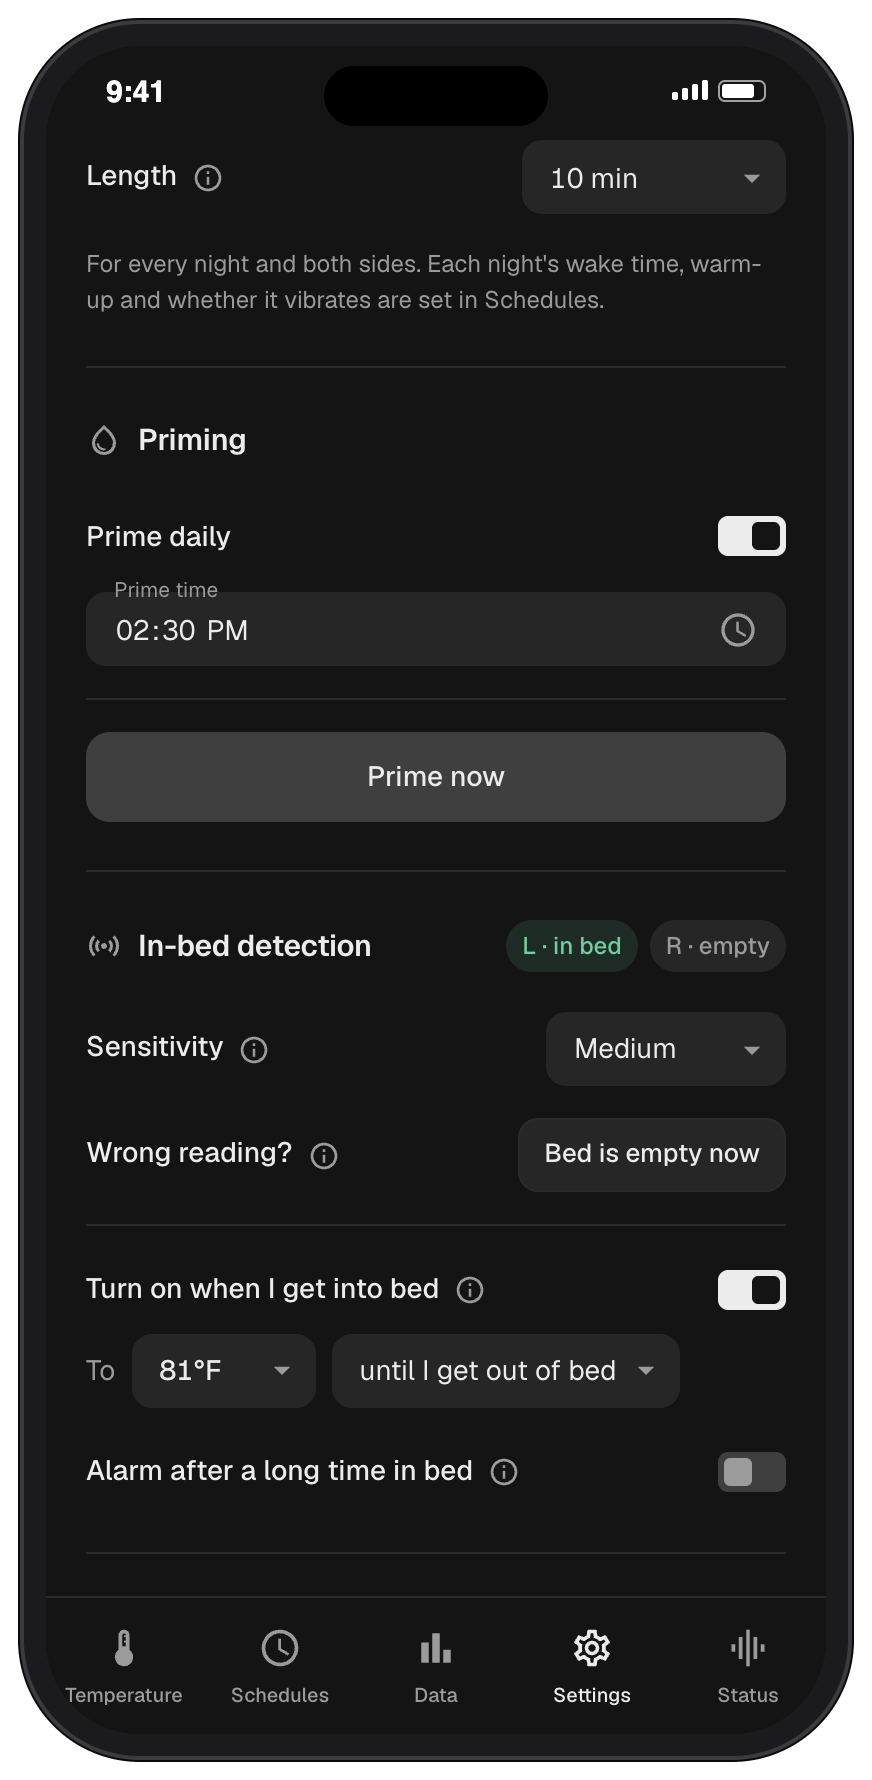 9:41
Length
10 min
For every night and both sides. Each night's wake time, warm-
up and whether it vibrates are set in Schedules.
Priming
Prime daily
Prime time
02:30 PM
Prime now
In-bed detection
L · in bed
R · empty
Sensitivity
Medium
Wrong reading?
Bed is empty now
Turn on when I get into bed
To
81°F
until I get out of bed
Alarm after a long time in bed
Temperature
Schedules
Data
Settings
Status